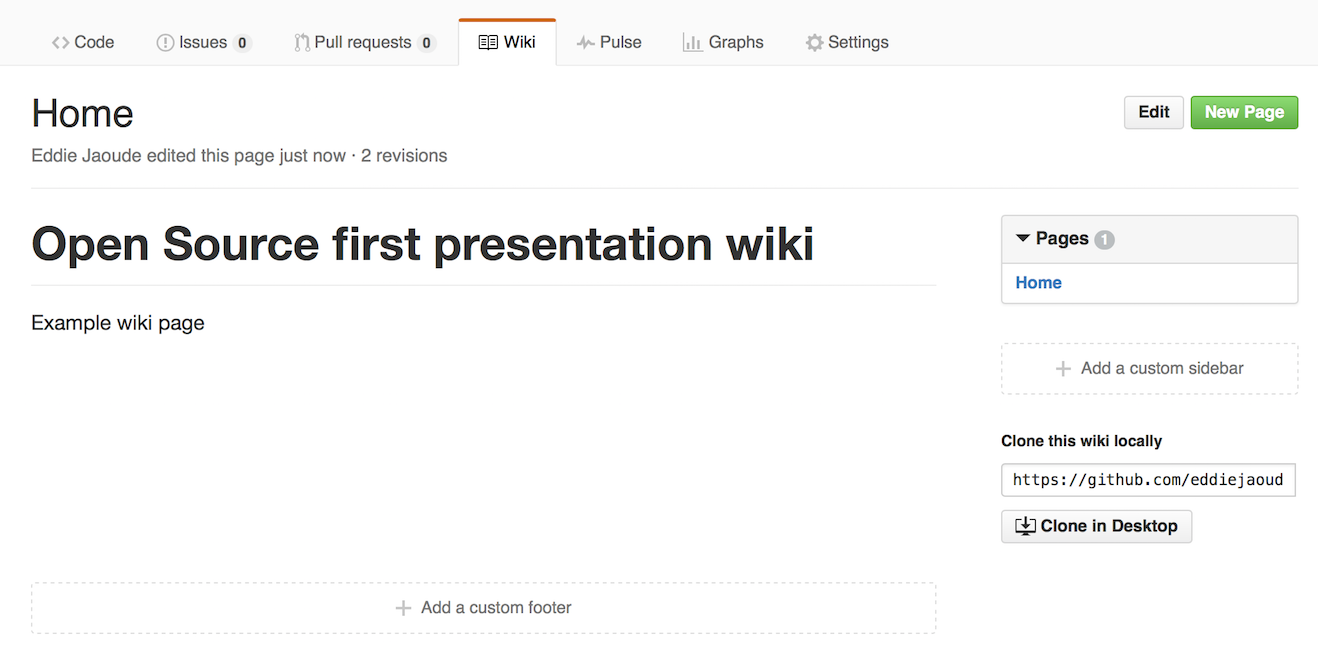 Code Issues 0 Pull requests 0 Wiki Pulse Graphs Settings
Home
Edit New Page
Eddie Jaoude edited this page just now · 2 revisions
Open Source first presentation wiki
Example wiki page
Pages 1
Home
Add a custom sidebar
Clone this wiki locally
https://github.com/eddiejaoud
Clone in Desktop
Add a custom footer